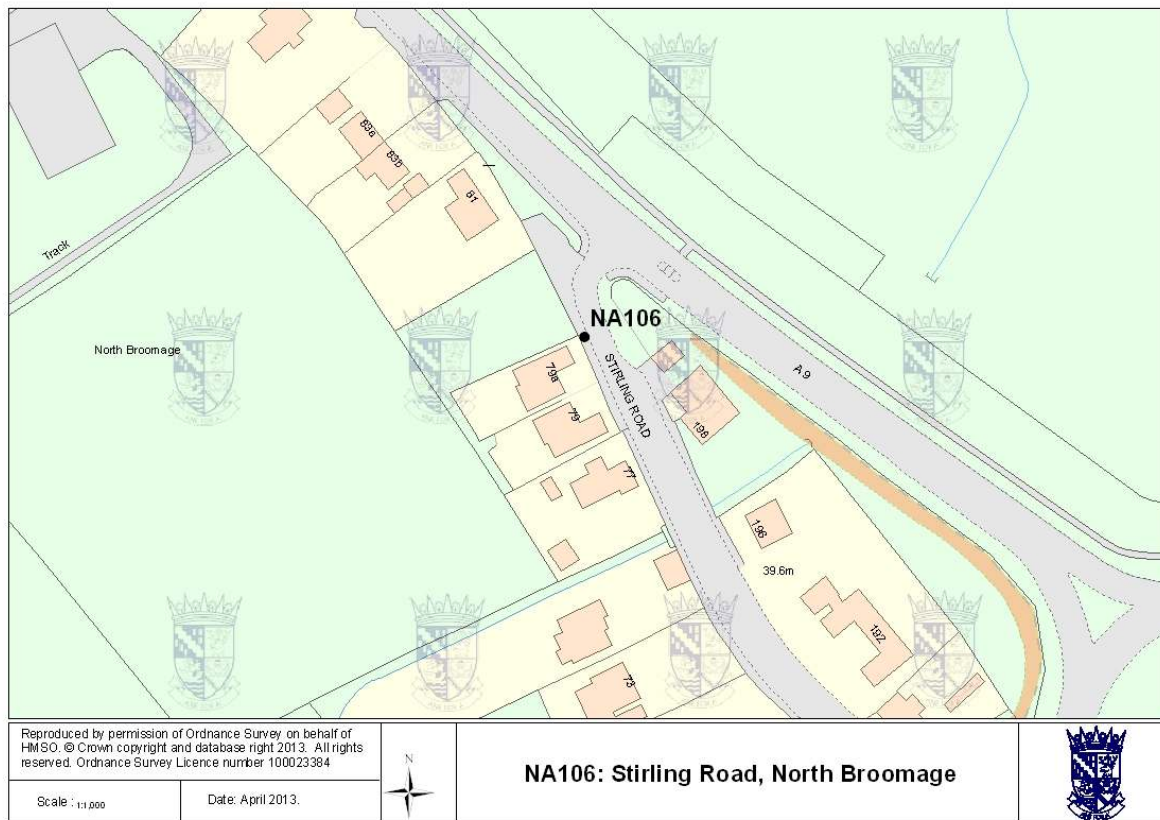 83a
83b
81
Track
NA106
North Broomage
79a
STIRLING ROAD
A 9
79
198
77
196
39.6m
192
73
Reproduced by permission of Ordnance Survey on behalf of
HMSO. © Crown copyright and database right 2013. All rights
reserved. Ordnance Survey Licence number 100023384
N
NA106: Stirling Road, North Broomage
Scale : 1:1,000
Date: April 2013.